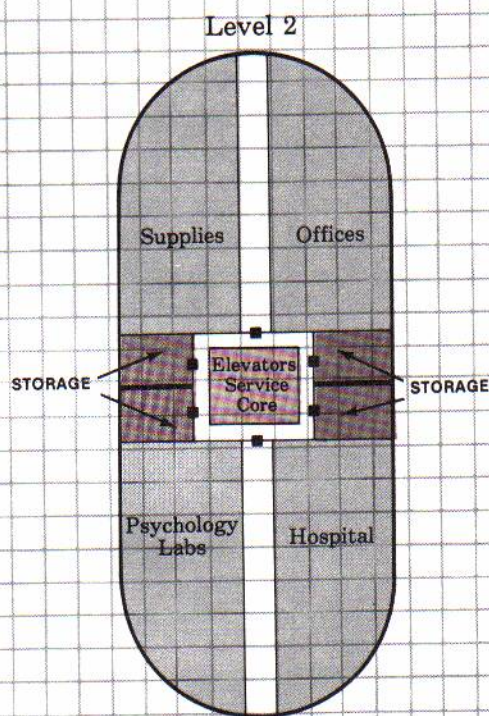 Level 2
Supplies
Offices
STORAGE
Elevators
Service
Core
STORAGE
Psychology
Labs
Hospital